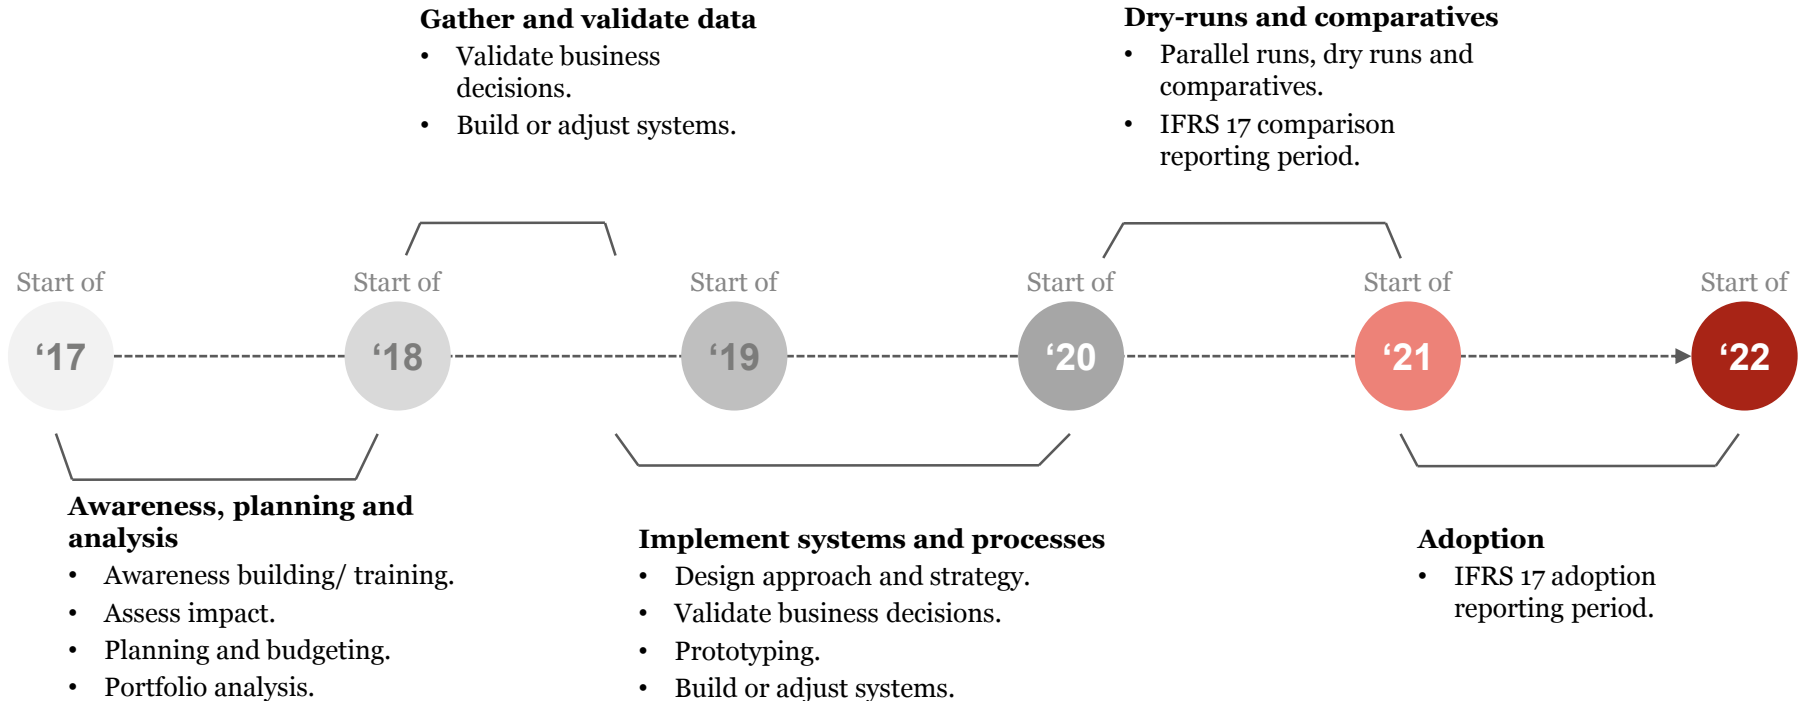 Gather and validate data
• Validate business
decisions.
• Build or adjust systems.
Dry-runs and comparatives
• Parallel runs, dry runs and
comparatives.
• IFRS 17 comparison
reporting period.
Start of
‘17
Start of
‘18
Start of
‘19
Start of
‘20
Start of
‘21
Start of
‘22
Awareness, planning and
analysis
• Awareness building/ training.
• Assess impact.
• Planning and budgeting.
• Portfolio analysis.
Implement systems and processes
• Design approach and strategy.
• Validate business decisions.
• Prototyping.
• Build or adjust systems.
Adoption
• IFRS 17 adoption
reporting period.